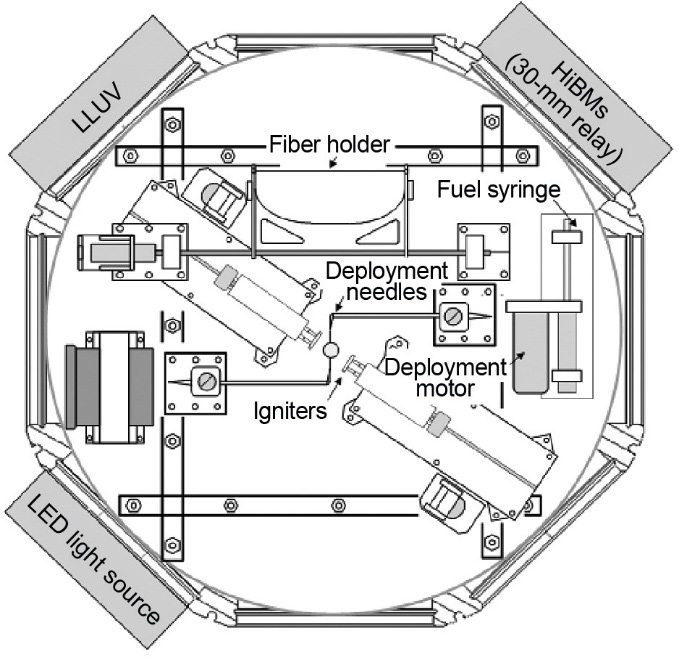 LLUV
HiBMs
(30-mm relay)
Fiber holder
Fuel syringe
Deployment
needles
Deployment
motor
Igniters
LED light source